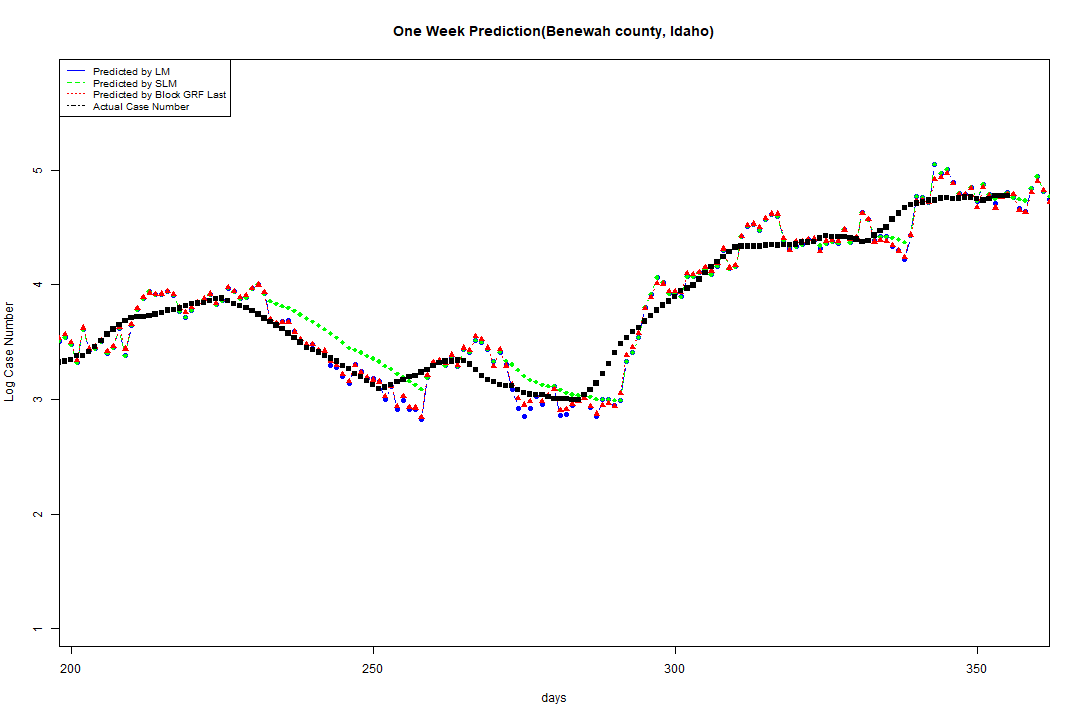 One Week Prediction(Benewah county, Idaho)
Predicted by LM
Predicted by SLM
Predicted by Block GRF Last
Actual Case Number
5
4
3
2
1
Log Case Number
200 250 300 350
days